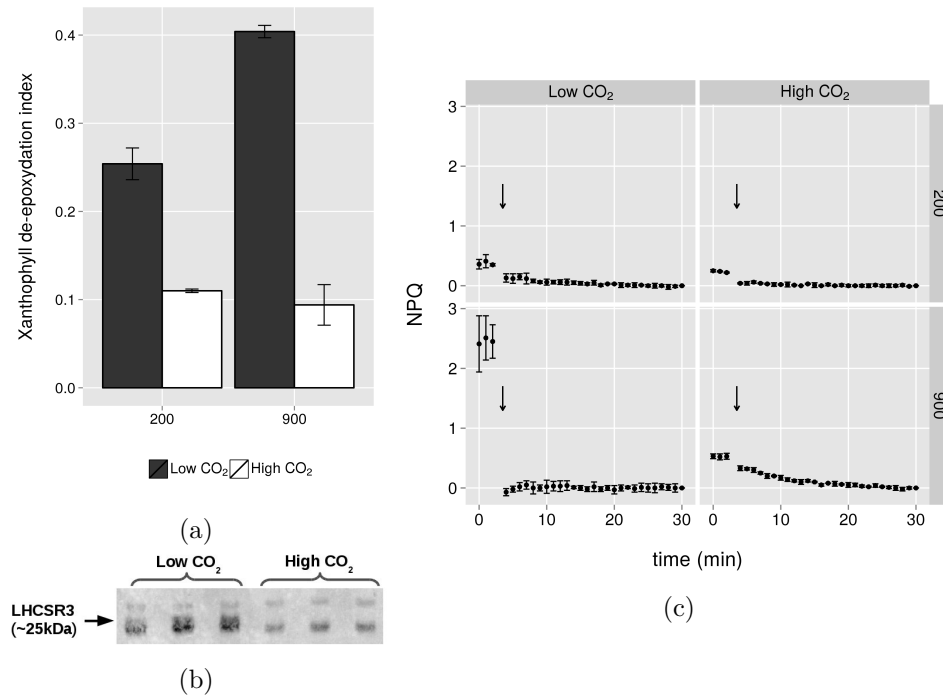 Xanthophyll de-epoxydation index
0.4
0.3
0.2
0.1
0.0
200
900
Low CO₂ High CO₂
(a)
Low CO₂ High CO₂
LHCSR3
(~25kDa)
(b)
Low CO₂ High CO₂
NPQ
3
2
1
0
200
3
2
1
0
900
0 10 20 30 0 10 20 30
time (min)
(c)